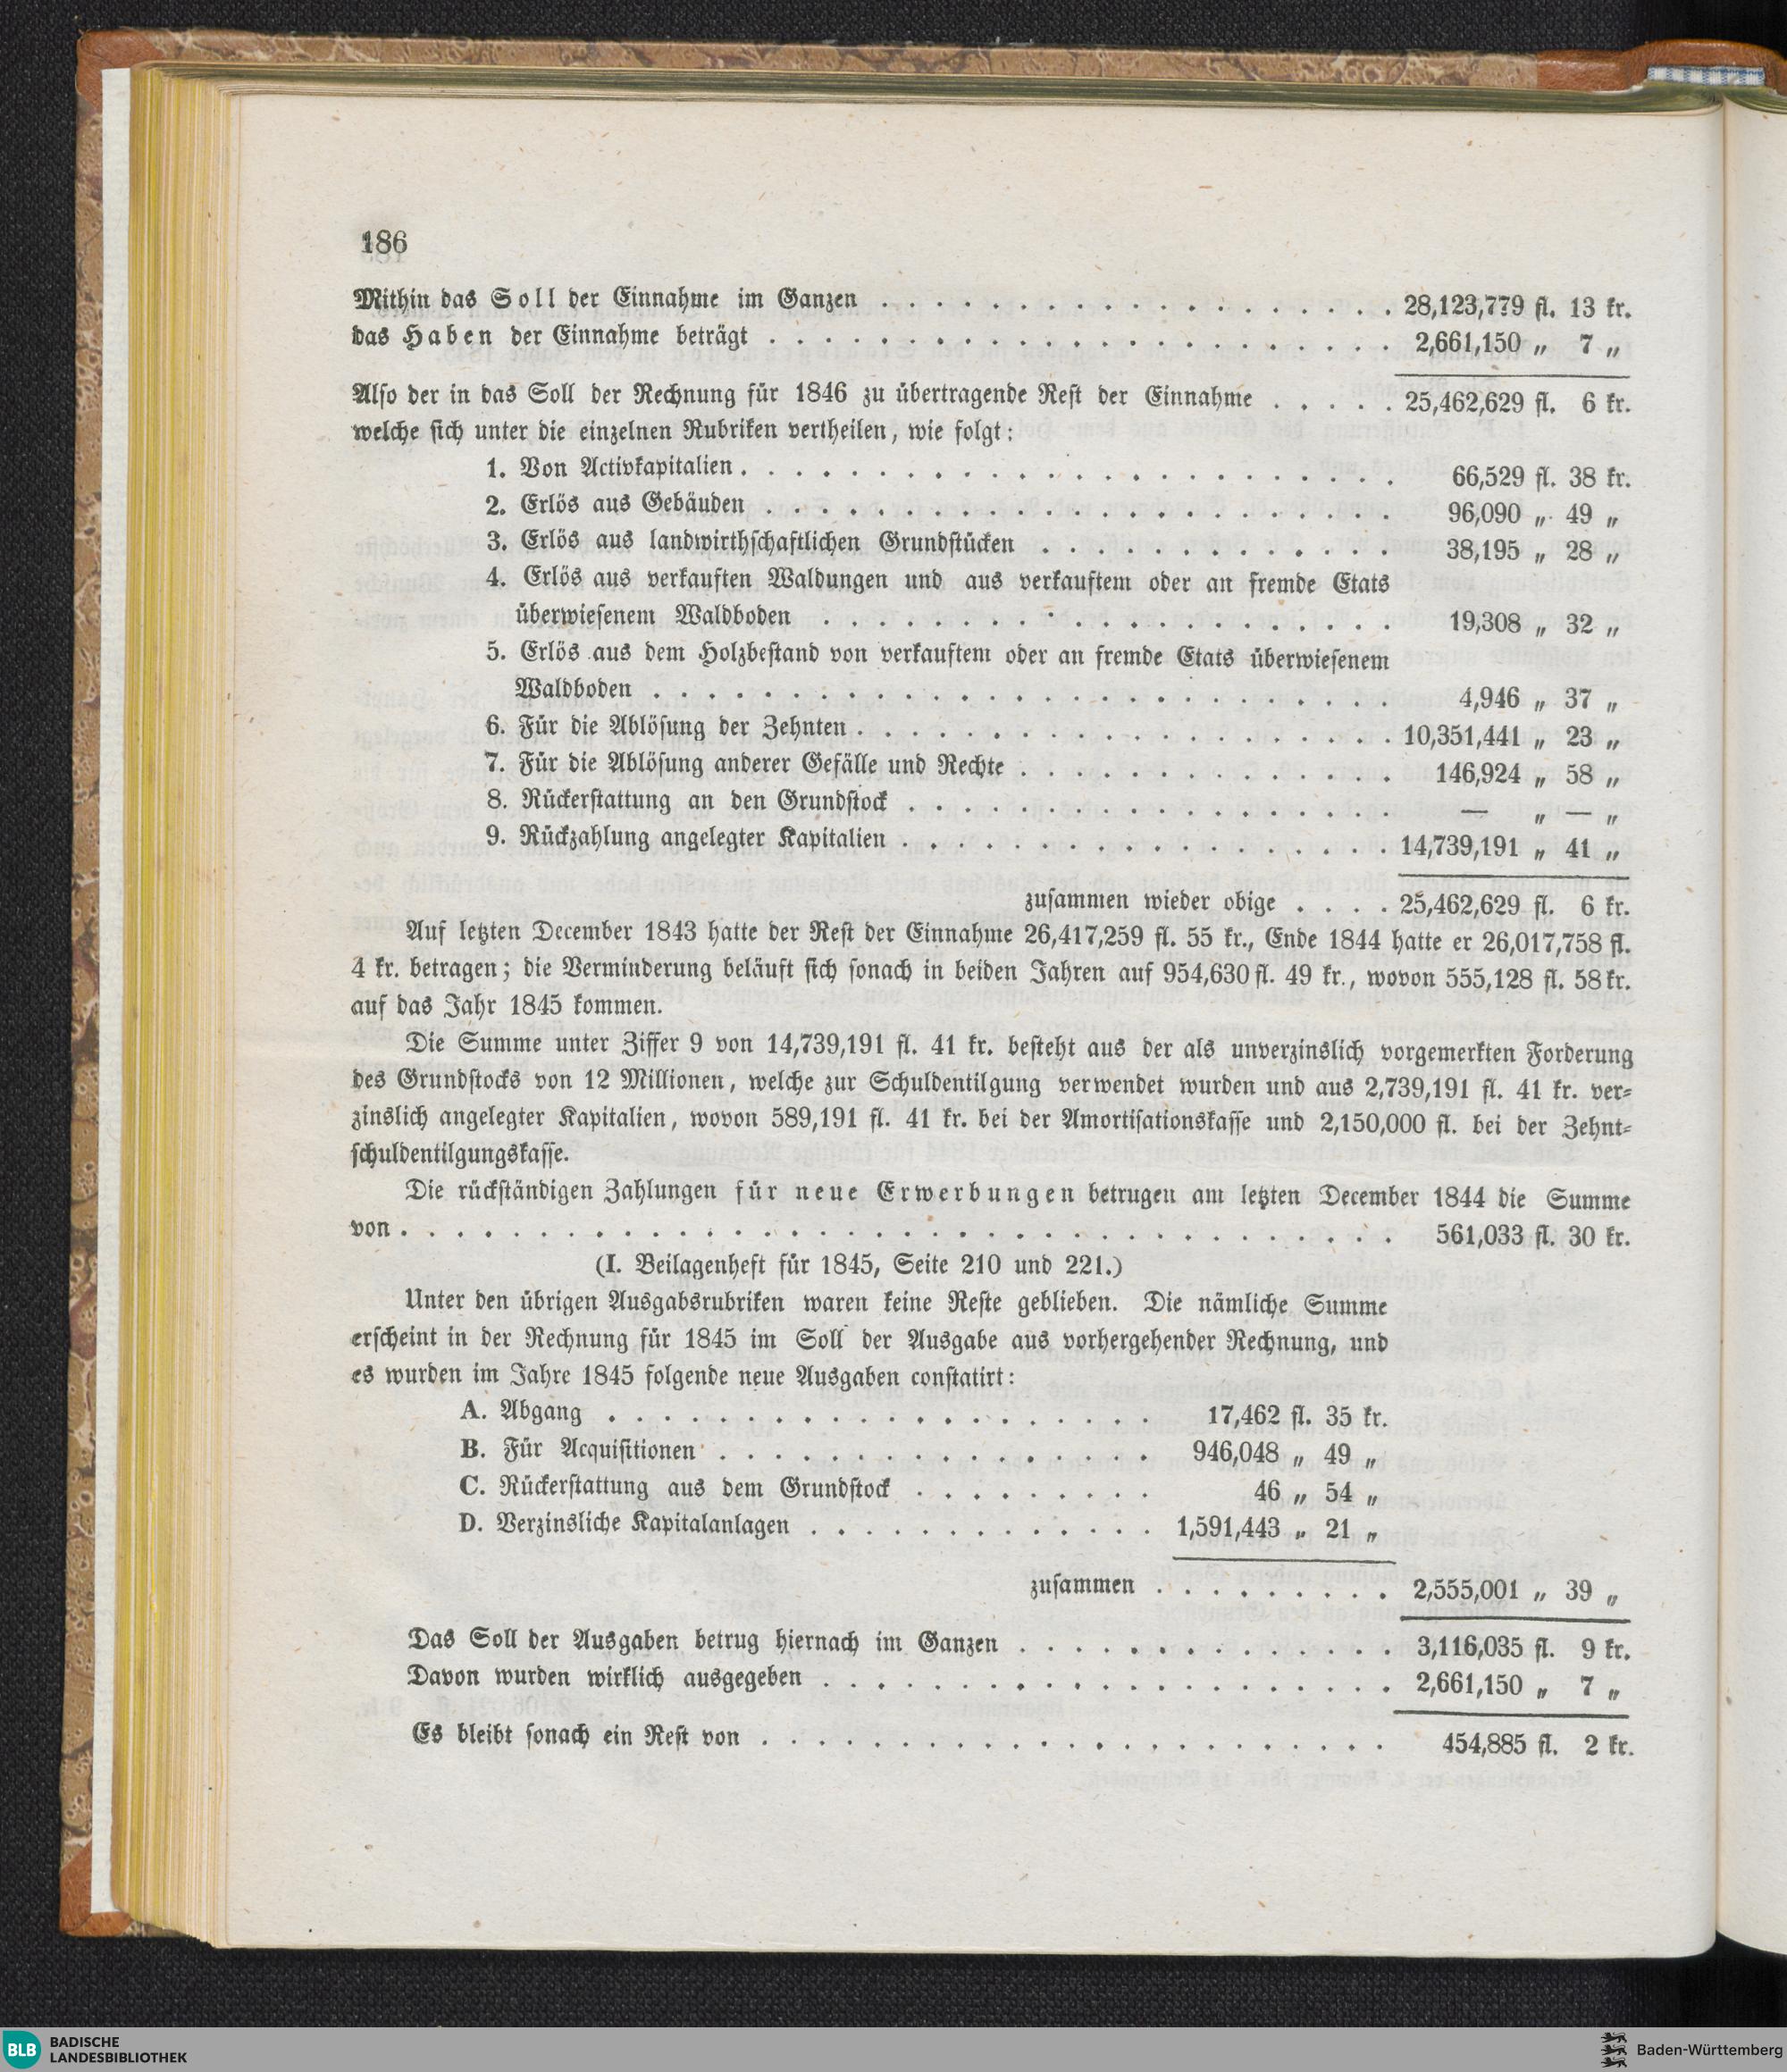 186
Mithin das Soll der Einnahme im Ganzen . . . . . . . . . . . . . . . . . . . 28,123,779 fl. 13 kr.
das Haben der Einnahme beträgt . . . . . . . . . . . . . . . . . . . . . . . 2,661,150 „ 7 „
Also der in das Soll der Rechnung für 1846 zu übertragende Rest der Einnahme . . . . . 25,462,629 fl. 6 kr.
welche sich unter die einzelnen Rubriken vertheilen, wie folgt:
1. Von Activkapitalien . . . . . . . . . . . . . . . . . . . . . . . . 66,529 fl. 38 kr.
2. Erlös aus Gebäuden . . . . . . . . . . . . . . . . . . . . . . . 96,090 „ 49 „
3. Erlös aus landwirthschaftlichen Grundstücken . . . . . . . . . . . . . 38,195 „ 28 „
4. Erlös aus verkauften Waldungen und aus verkauftem oder an fremde Etats
überwiesenem Waldboden . . . . . . . . . . . . . . . . . . . . . 19,308 „ 32 „
5. Erlös aus dem Holzbestand von verkauftem oder an fremde Etats überwiesenem
Waldboden . . . . . . . . . . . . . . . . . . . . . . . . . . . 4,946 „ 37 „
6. Für die Ablösung der Zehnten . . . . . . . . . . . . . . . . . . . . 10,351,441 „ 23 „
7. Für die Ablösung anderer Gefälle und Rechte . . . . . . . . . . . . . . 146,924 „ 58 „
8. Rückerstattung an den Grundstock . . . . . . . . . . . . . . . . . . — „ — „
9. Rückzahlung angelegter Kapitalien . . . . . . . . . . . . . . . . . . 14,739,191 „ 41 „
zusammen wieder obige . . . . 25,462,629 fl. 6 kr.
Auf letzten December 1843 hatte der Rest der Einnahme 26,417,259 fl. 55 kr., Ende 1844 hatte er 26,017,758 fl.
4 kr. betragen; die Verminderung beläuft sich sonach in beiden Jahren auf 954,630 fl. 49 kr., wovon 555,128 fl. 58 kr.
auf das Jahr 1845 kommen.
Die Summe unter Ziffer 9 von 14,739,191 fl. 41 kr. besteht aus der als unverzinslich vorgemerkten Forderung
des Grundstocks von 12 Millionen, welche zur Schuldentilgung verwendet wurden und aus 2,739,191 fl. 41 kr. ver-
zinslich angelegter Kapitalien, wovon 589,191 fl. 41 kr. bei der Amortisationskasse und 2,150,000 fl. bei der Zehnt-
schuldentilgungskasse.
Die rückständigen Zahlungen für neue Erwerbungen betrugen am letzten December 1844 die Summe
von . . . . . . . . . . . . . . . . . . . . . . . . . . . . . . . . . . . . 561,033 fl. 30 kr.
(I. Beilagenheft für 1845, Seite 210 und 221.)
Unter den übrigen Ausgabsrubriken waren keine Reste geblieben. Die nämliche Summe
erscheint in der Rechnung für 1845 im Soll der Ausgabe aus vorhergehender Rechnung, und
es wurden im Jahre 1845 folgende neue Ausgaben constatirt:
A. Abgang . . . . . . . . . . . . . . . . . . . . 17,462 fl. 35 kr.
B. Für Acquisitionen . . . . . . . . . . . . . . . . 946,048 „ 49 „
C. Rückerstattung aus dem Grundstock . . . . . . . . . 46 „ 54 „
D. Verzinsliche Kapitalanlagen . . . . . . . . . . . . . 1,591,443 „ 21 „
zusammen . . . . . . . . . 2,555,001 „ 39 „
Das Soll der Ausgaben betrug hiernach im Ganzen . . . . . . . . . . . . . . 3,116,035 fl. 9 kr.
Davon wurden wirklich ausgegeben . . . . . . . . . . . . . . . . . . . . . 2,661,150 „ 7 „
Es bleibt sonach ein Rest von . . . . . . . . . . . . . . . . . . . . . . . 454,885 fl. 2 kr.
BLB BADISCHE
LANDESBIBLIOTHEK
Baden-Württemberg